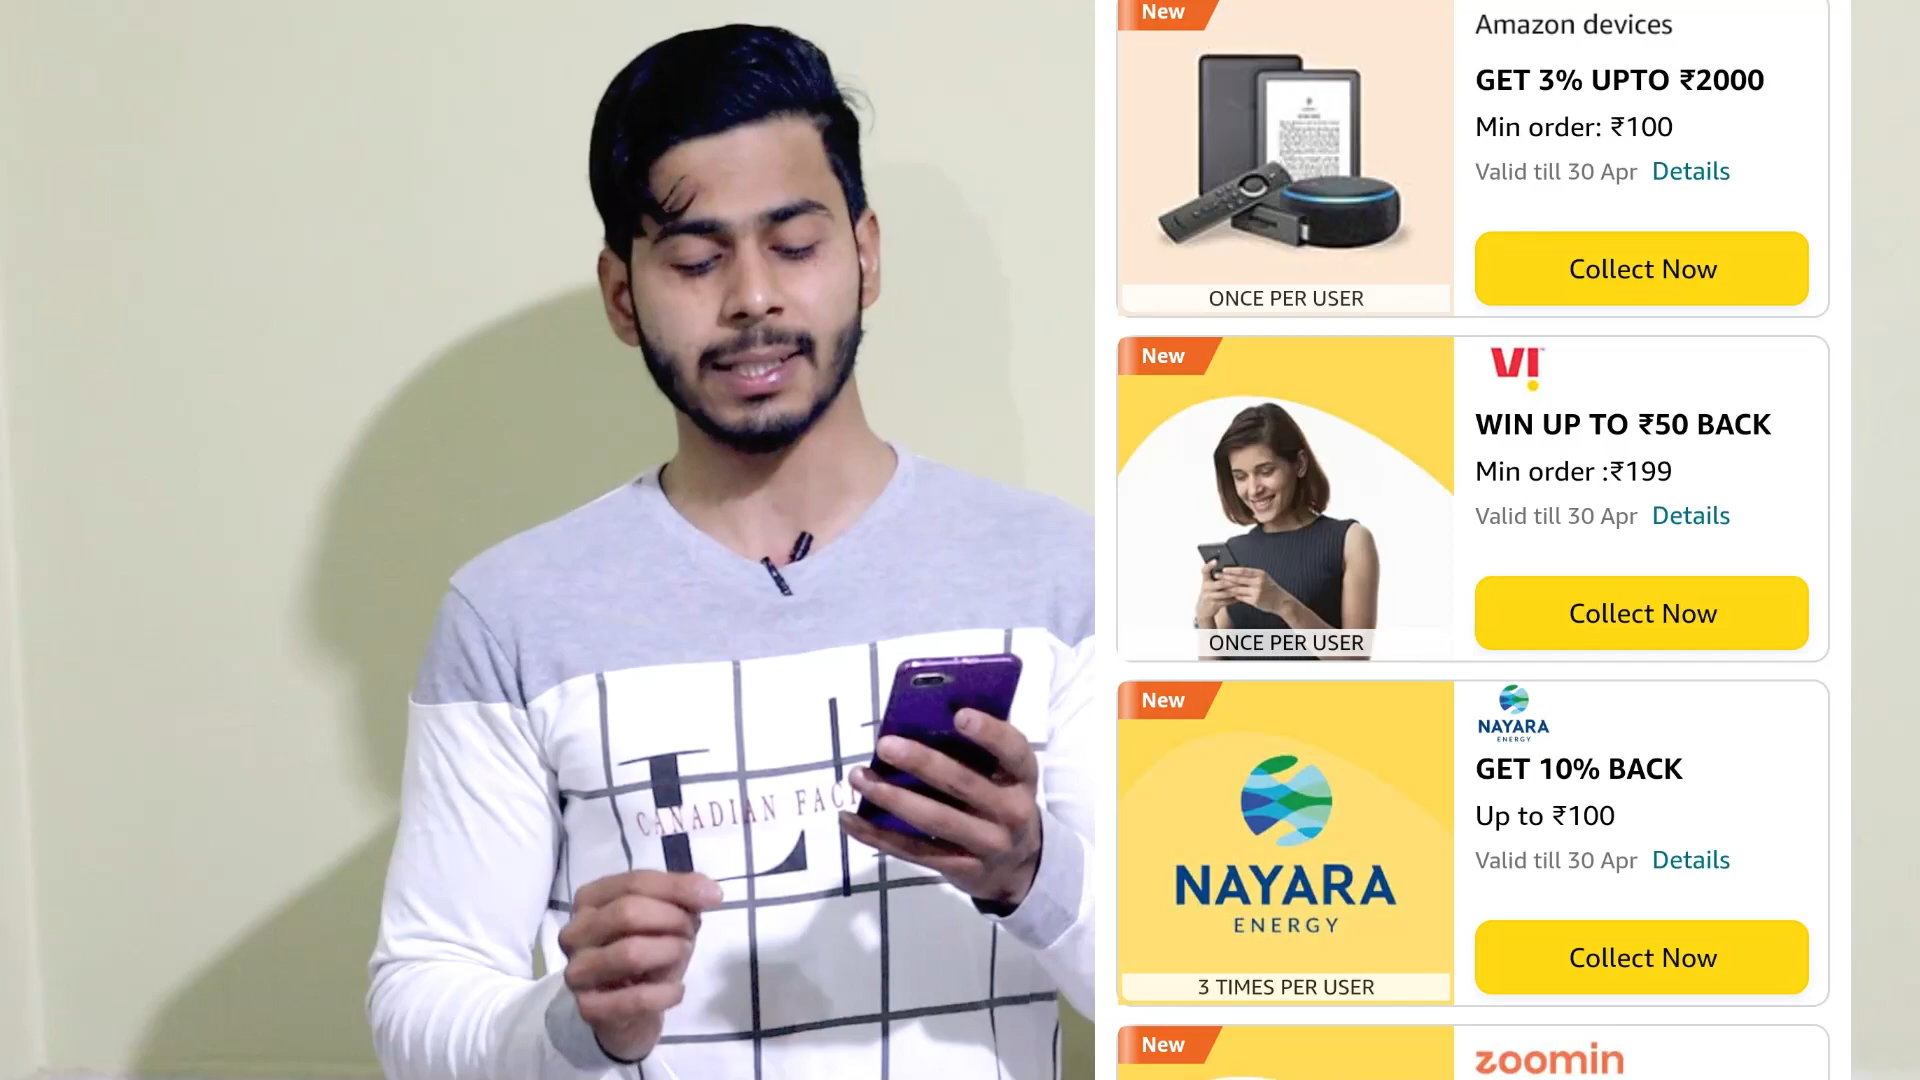 CANADIAN FAC
New
Amazon devices
GET 3% UPTO ₹2000
Min order: ₹100
Valid till 30 Apr Details
Collect Now
ONCE PER USER
New
VI
WIN UP TO ₹50 BACK
Min order :₹199
Valid till 30 Apr Details
Collect Now
ONCE PER USER
New
NAYARA
ENERGY
NAYARA
ENERGY
GET 10% BACK
Up to ₹100
Valid till 30 Apr Details
Collect Now
3 TIMES PER USER
New
zoomin